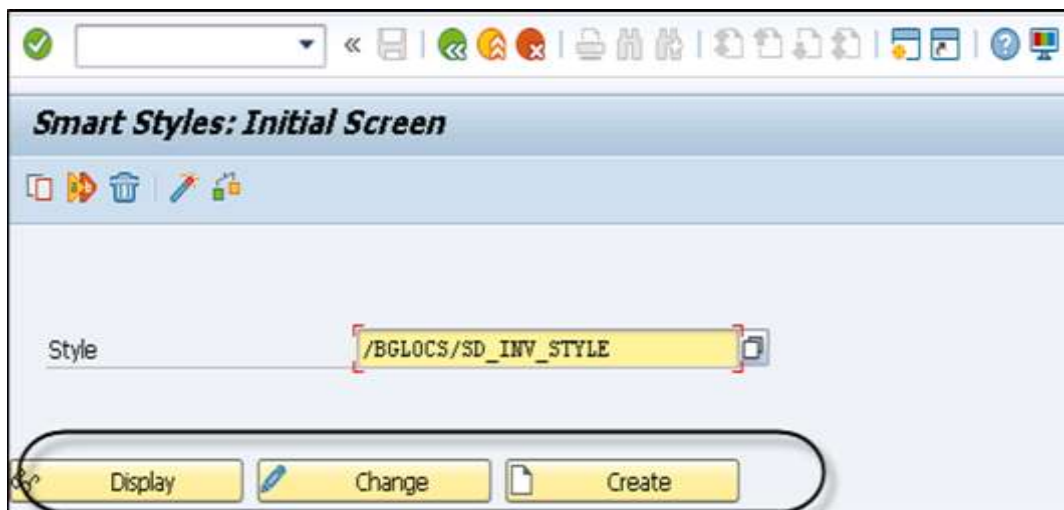 Smart Styles: Initial Screen
Style /BGLOCS/SD_INV_STYLE
Display Change Create